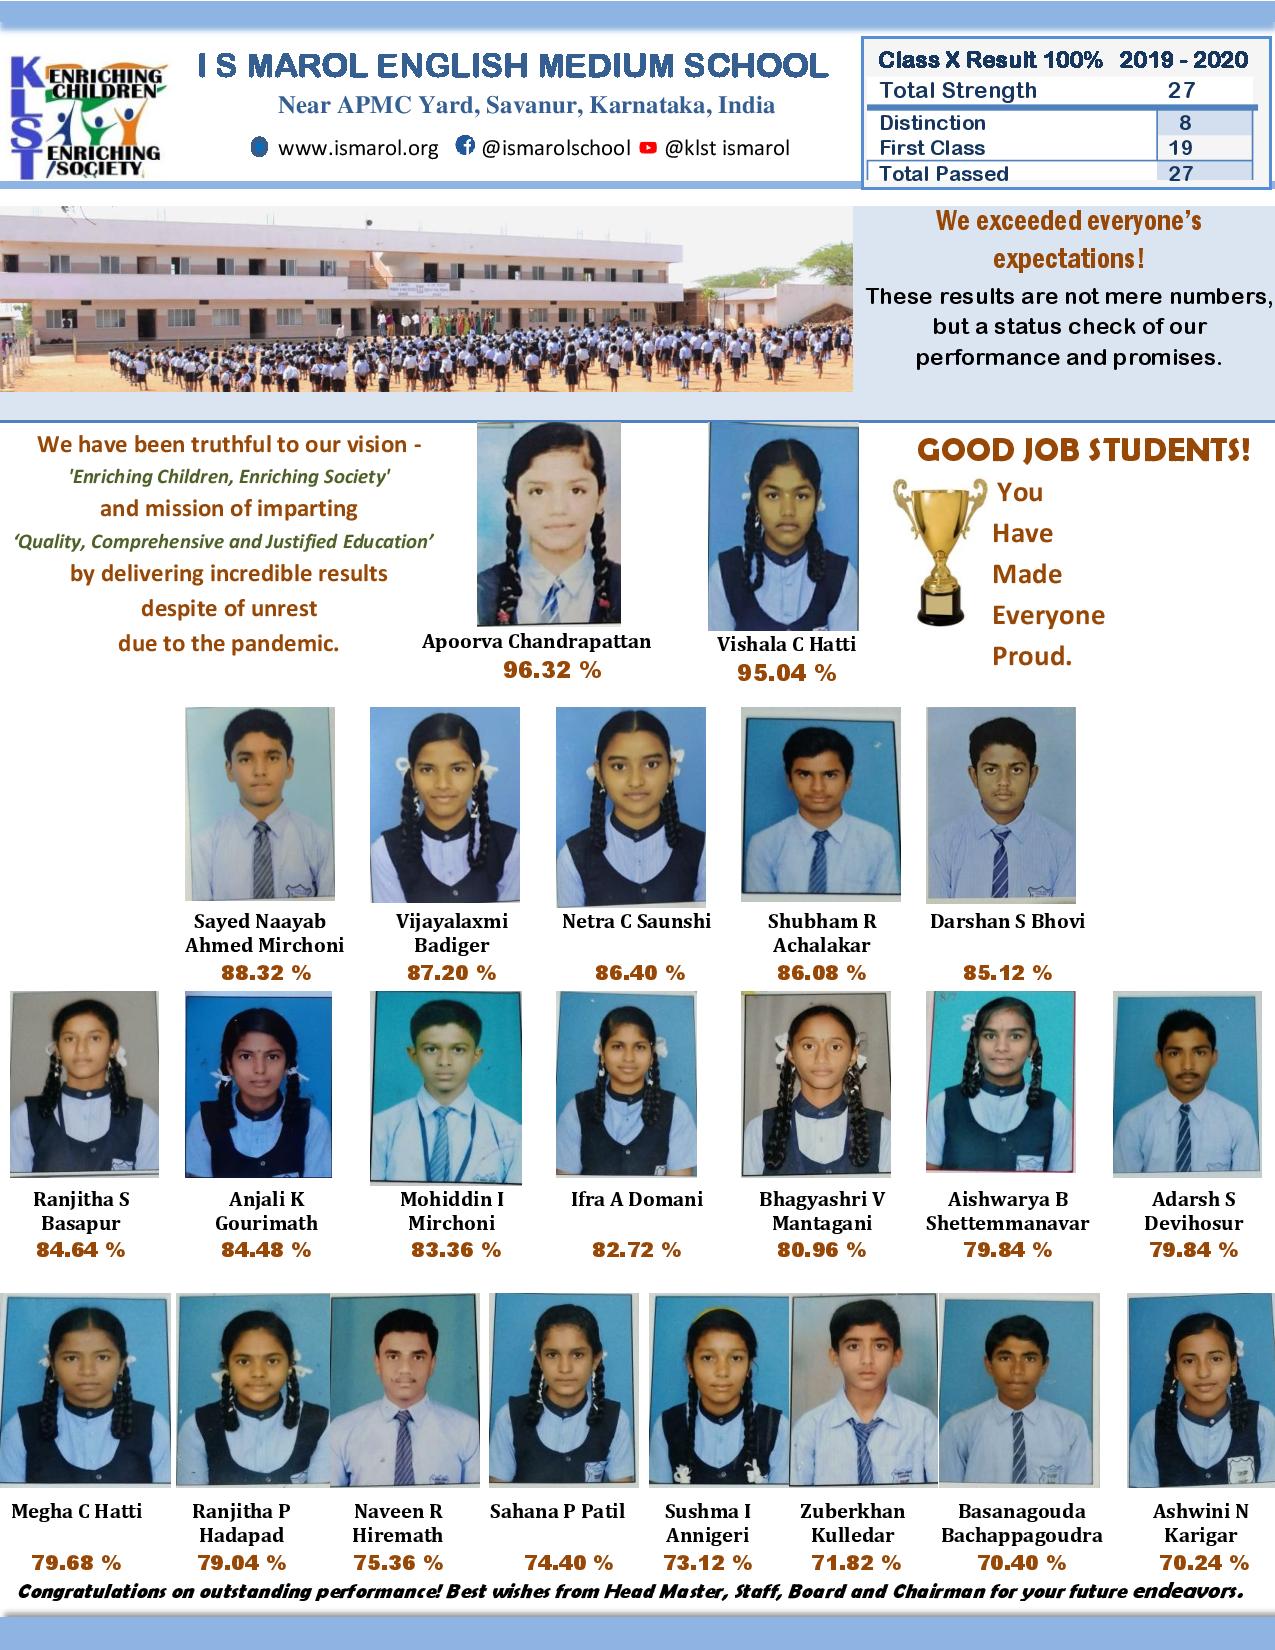 KLST
ENRICHING
CHILDREN
ENRICHING
SOCIETY
I S MAROL ENGLISH MEDIUM SCHOOL
Near APMC Yard, Savanur, Karnataka, India
www.ismarol.org @ismarolschool @klst ismarol
Class X Result 100% 2019 - 2020
Total Strength 27
Distinction 8
First Class 19
Total Passed 27
We exceeded everyone’s
expectations!
These results are not mere numbers,
but a status check of our
performance and promises.
We have been truthful to our vision -
'Enriching Children, Enriching Society'
and mission of imparting
‘Quality, Comprehensive and Justified Education’
by delivering incredible results
despite of unrest
due to the pandemic.
Apoorva Chandrapattan
96.32 %
Vishala C Hatti
95.04 %
GOOD JOB STUDENTS!
You
Have
Made
Everyone
Proud.
Sayed Naayab
Ahmed Mirchoni
88.32 %
Vijayalaxmi
Badiger
87.20 %
Netra C Saunshi
86.40 %
Shubham R
Achalakar
86.08 %
Darshan S Bhovi
85.12 %
Ranjitha S
Basapur
84.64 %
Anjali K
Gourimath
84.48 %
Mohiddin I
Mirchoni
83.36 %
Ifra A Domani
82.72 %
Bhagyashri V
Mantagani
80.96 %
Aishwarya B
Shettemmanavar
79.84 %
Adarsh S
Devihosur
79.84 %
Megha C Hatti
79.68 %
Ranjitha P
Hadapad
79.04 %
Naveen R
Hiremath
75.36 %
Sahana P Patil
74.40 %
Sushma I
Annigeri
73.12 %
Zuberkhan
Kulledar
71.82 %
Basanagouda
Bachappagoudra
70.40 %
Ashwini N
Karigar
70.24 %
Congratulations on outstanding performance! Best wishes from Head Master, Staff, Board and Chairman for your future endeavors.